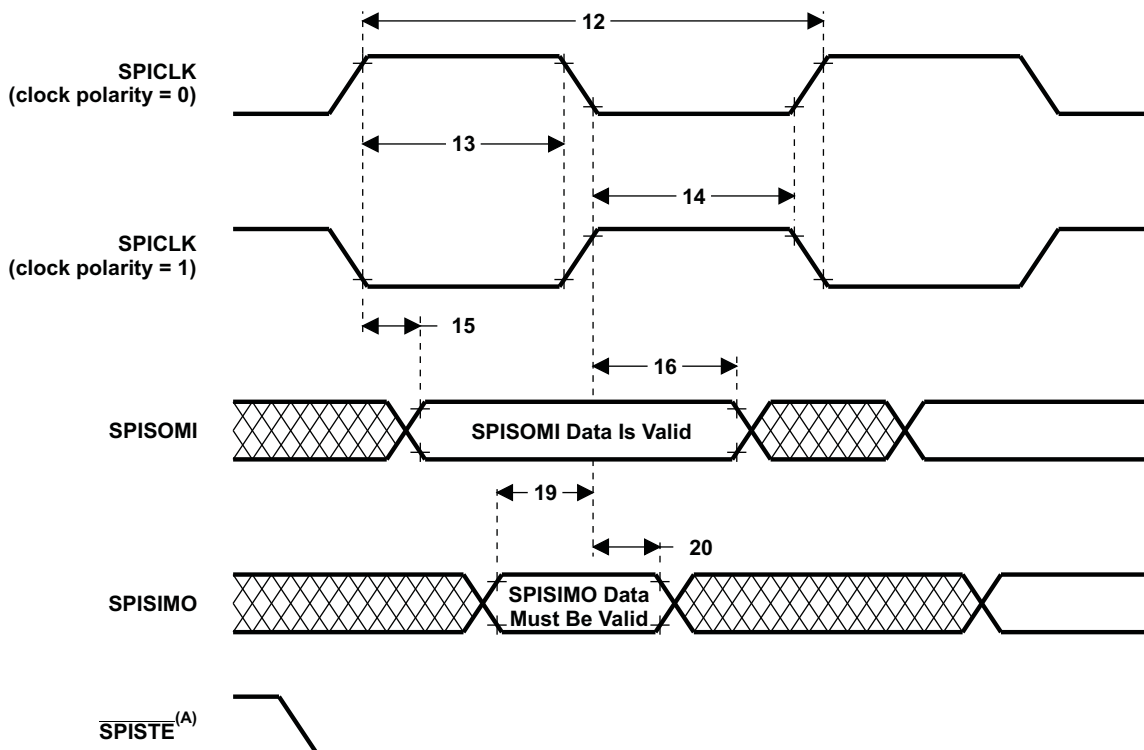 12
SPICLK
(clock polarity = 0)
13
14
SPICLK
(clock polarity = 1)
15
16
SPISOMI
SPISOMI Data Is Valid
19
20
SPISIMO
SPISIMO Data
Must Be Valid
SPISTE(A)